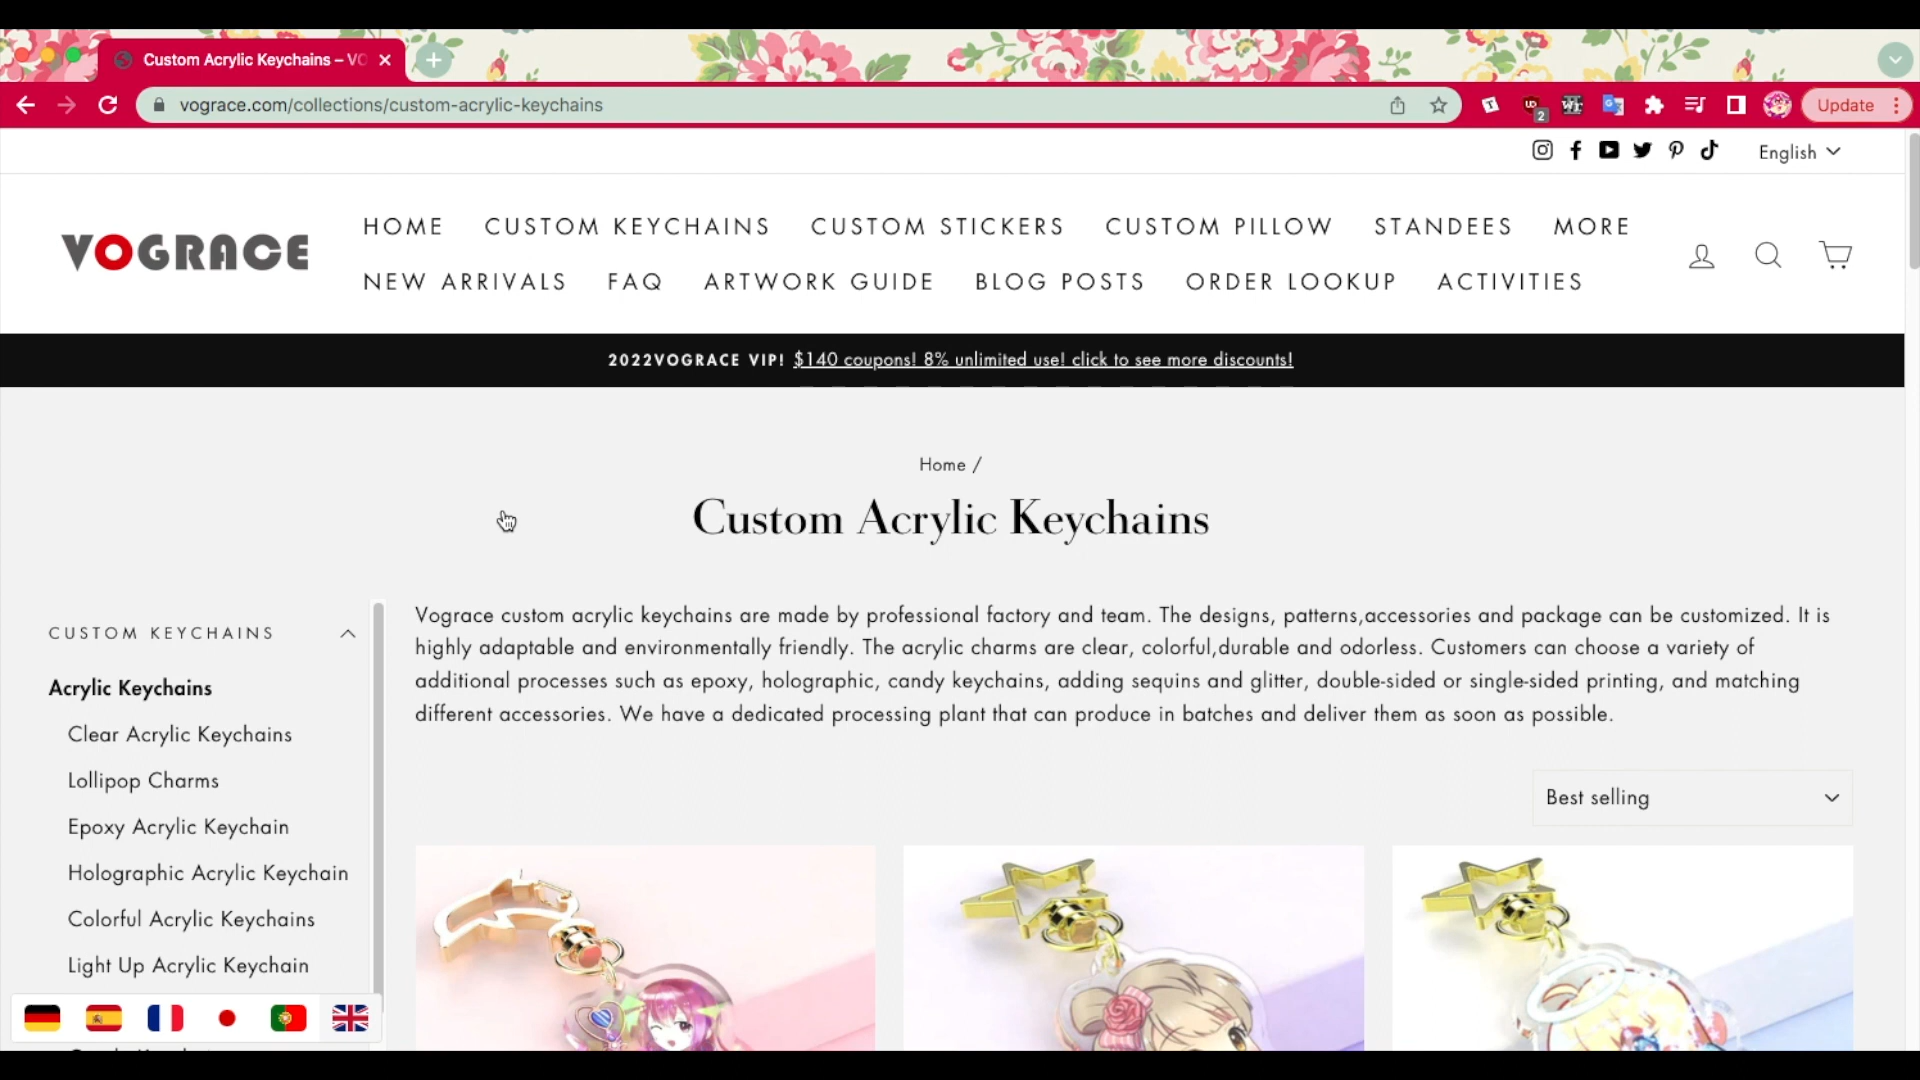 Custom Acrylic Keychains – VO
vograce.com/collections/custom-acrylic-keychains
2
Update
English
VOGRACE
HOME CUSTOM KEYCHAINS CUSTOM STICKERS CUSTOM PILLOW STANDEES MORE
NEW ARRIVALS FAQ ARTWORK GUIDE BLOG POSTS ORDER LOOKUP ACTIVITIES
2022VOGRACE VIP! $140 coupons! 8% unlimited use! click to see more discounts!
Home /
Custom Acrylic Keychains
CUSTOM KEYCHAINS
Acrylic Keychains
Clear Acrylic Keychains
Lollipop Charms
Epoxy Acrylic Keychain
Holographic Acrylic Keychain
Colorful Acrylic Keychains
Light Up Acrylic Keychain
Vograce custom acrylic keychains are made by professional factory and team. The designs, patterns,accessories and package can be customized. It is
highly adaptable and environmentally friendly. The acrylic charms are clear, colorful,durable and odorless. Customers can choose a variety of
additional processes such as epoxy, holographic, candy keychains, adding sequins and glitter, double-sided or single-sided printing, and matching
different accessories. We have a dedicated processing plant that can produce in batches and deliver them as soon as possible.
Best selling